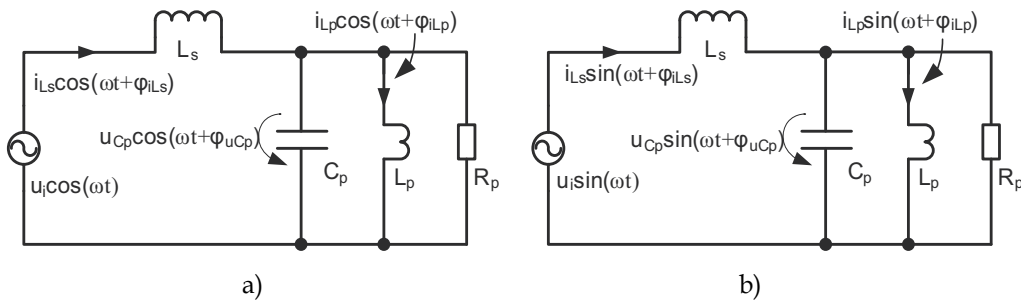 i_Lp cos(ωt+φ_iLp)
L_s
i_Ls cos(ωt+φ_iLs)
u_Cp cos(ωt+φ_uCp)
C_p
L_p
R_p
u_i cos(ωt)
a)
i_Lp sin(ωt+φ_iLp)
L_s
i_Ls sin(ωt+φ_iLs)
u_Cp sin(ωt+φ_uCp)
C_p
L_p
R_p
u_i sin(ωt)
b)